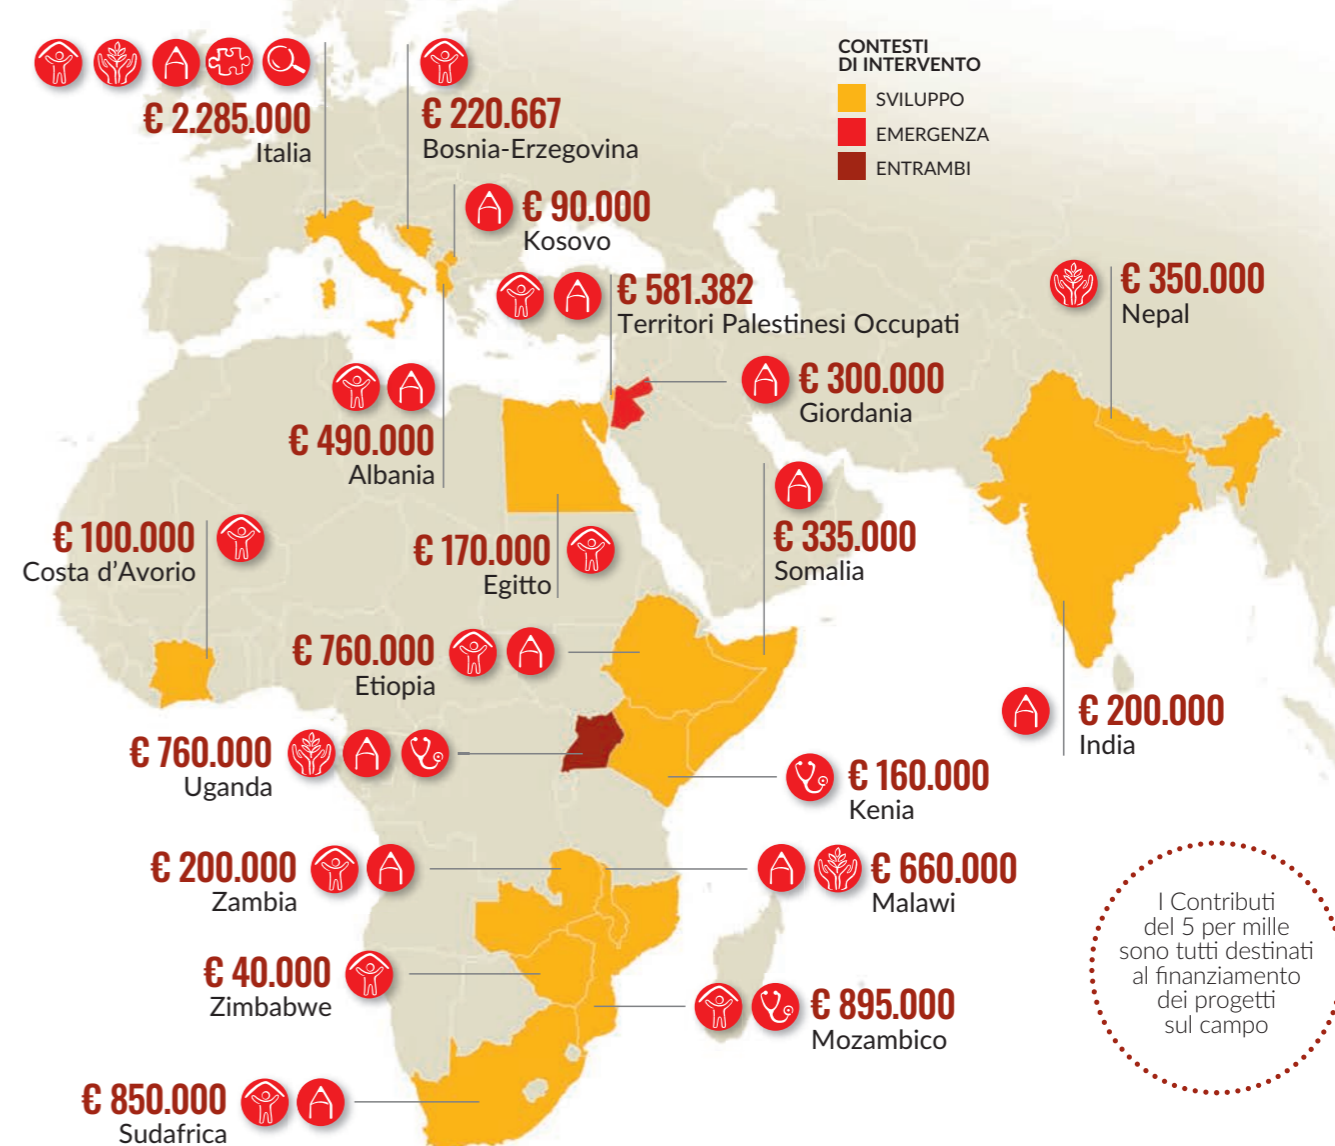 € 2.285.000
Italia
€ 220.667
Bosnia-Erzegovina
CONTESTI
DI INTERVENTO
SVILUPPO
EMERGENZA
ENTRAMBI
€ 90.000
Kosovo
€ 581.382
Territori Palestinesi Occupati
€ 350.000
Nepal
€ 300.000
Giordania
€ 490.000
Albania
€ 100.000
Costa d'Avorio
€ 170.000
Egitto
€ 335.000
Somalia
€ 760.000
Etiopia
€ 200.000
India
€ 760.000
Uganda
€ 160.000
Kenia
€ 200.000
Zambia
€ 660.000
Malawi
€ 40.000
Zimbabwe
€ 895.000
Mozambico
€ 850.000
Sudafrica
I Contributi
del 5 per mille
sono tutti destinati
al finanziamento
dei progetti
sul campo